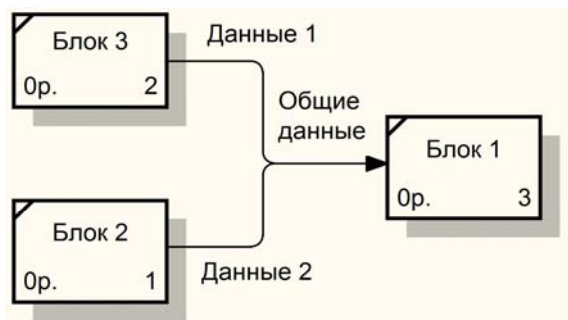 Блок 3
0р. 2
Данные 1
Общие
данные
Блок 1
0р. 3
Блок 2
0р. 1
Данные 2